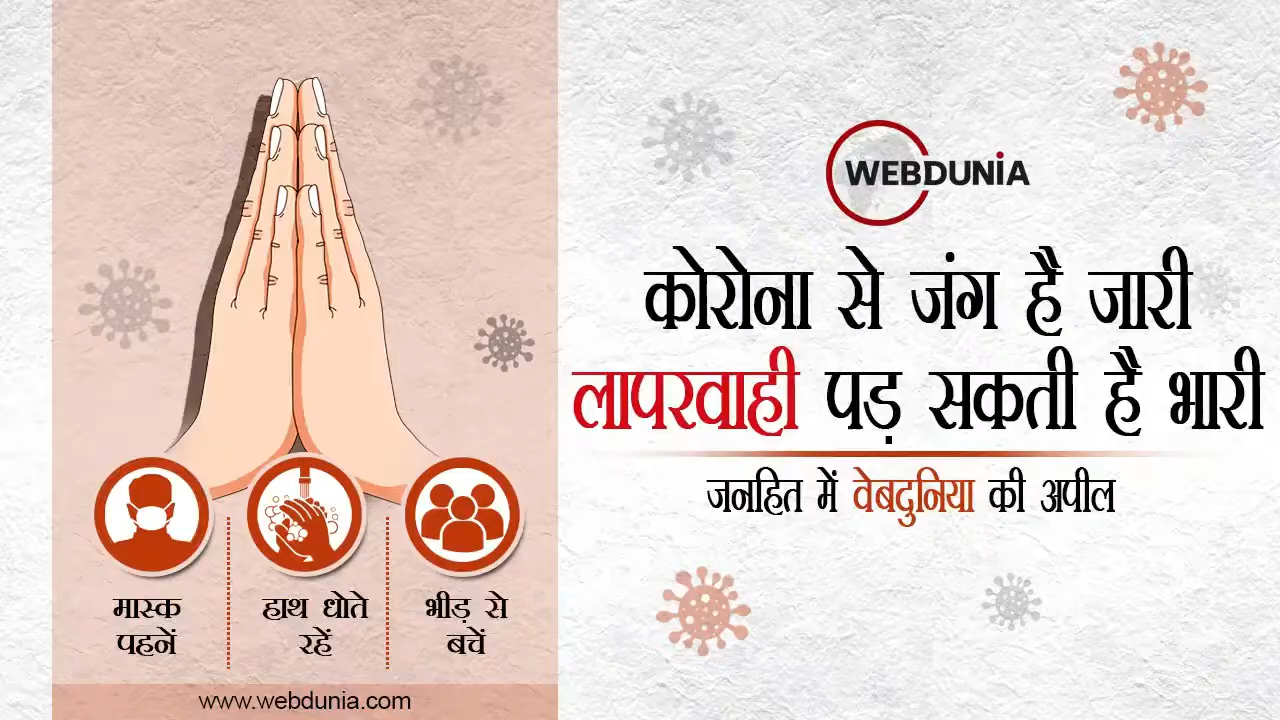 WEBDUNIA
कोरोना से जंग है जारी
लापरवाही पड़ सकती है भारी
जनहित में वेबदुनिया की अपील
मास्क
पहनें
हाथ धोते
रहें
भीड़ से
बचें
www.webdunia.com